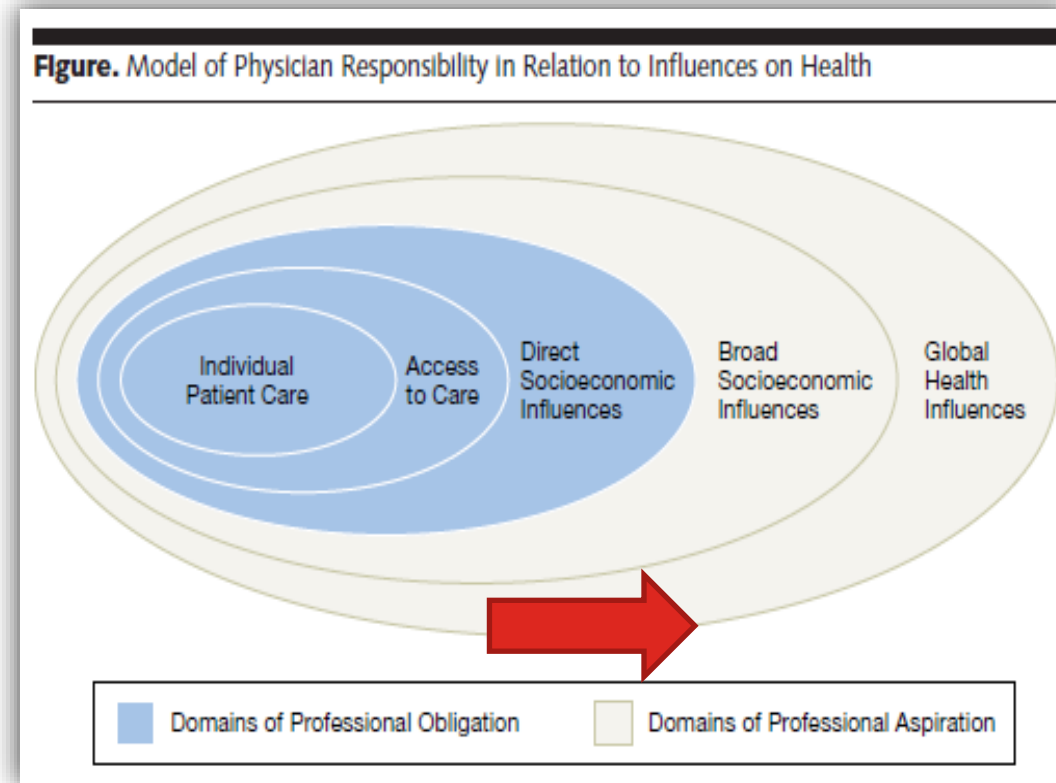 Figure. Model of Physician Responsibility in Relation to Influences on Health
Individual
Patient Care
Access
to Care
Direct
Socioeconomic
Influences
Broad
Socioeconomic
Influences
Global
Health
Influences
Domains of Professional Obligation
Domains of Professional Aspiration